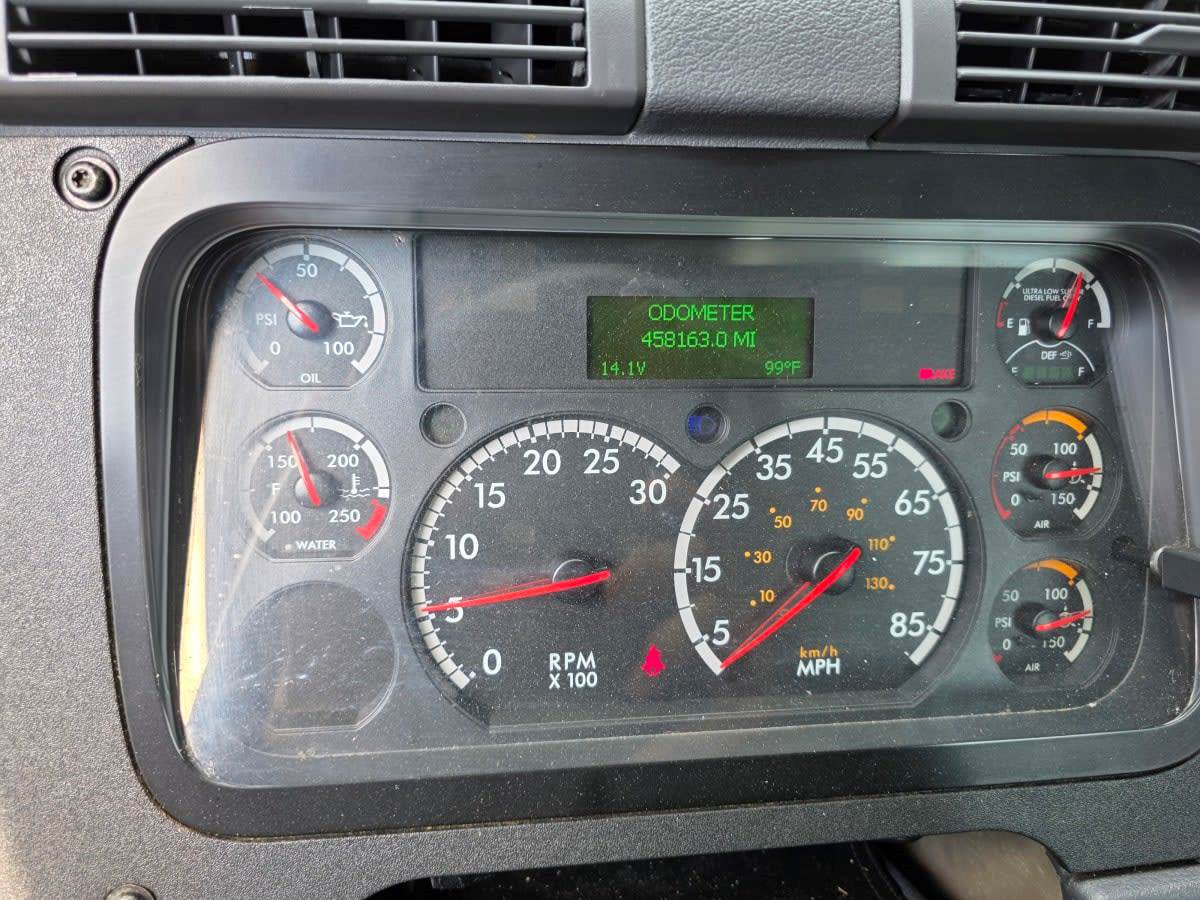 50
PSI
0 100
OIL
ODOMETER
458163.0 MI
14.1V 99°F
BRAKE
ULTRA LOW
DIESEL FUEL
E F
DEF
F
150 200
F
100 250
WATER
0
5
10
15
20
25
30
RPM
X 100
5
15
25
35
45
55
65
75
85
10
30
50
70
90
110
130
km/h
MPH
50 100
PSI
0 150
AIR
50 100
PSI
0 150
AIR